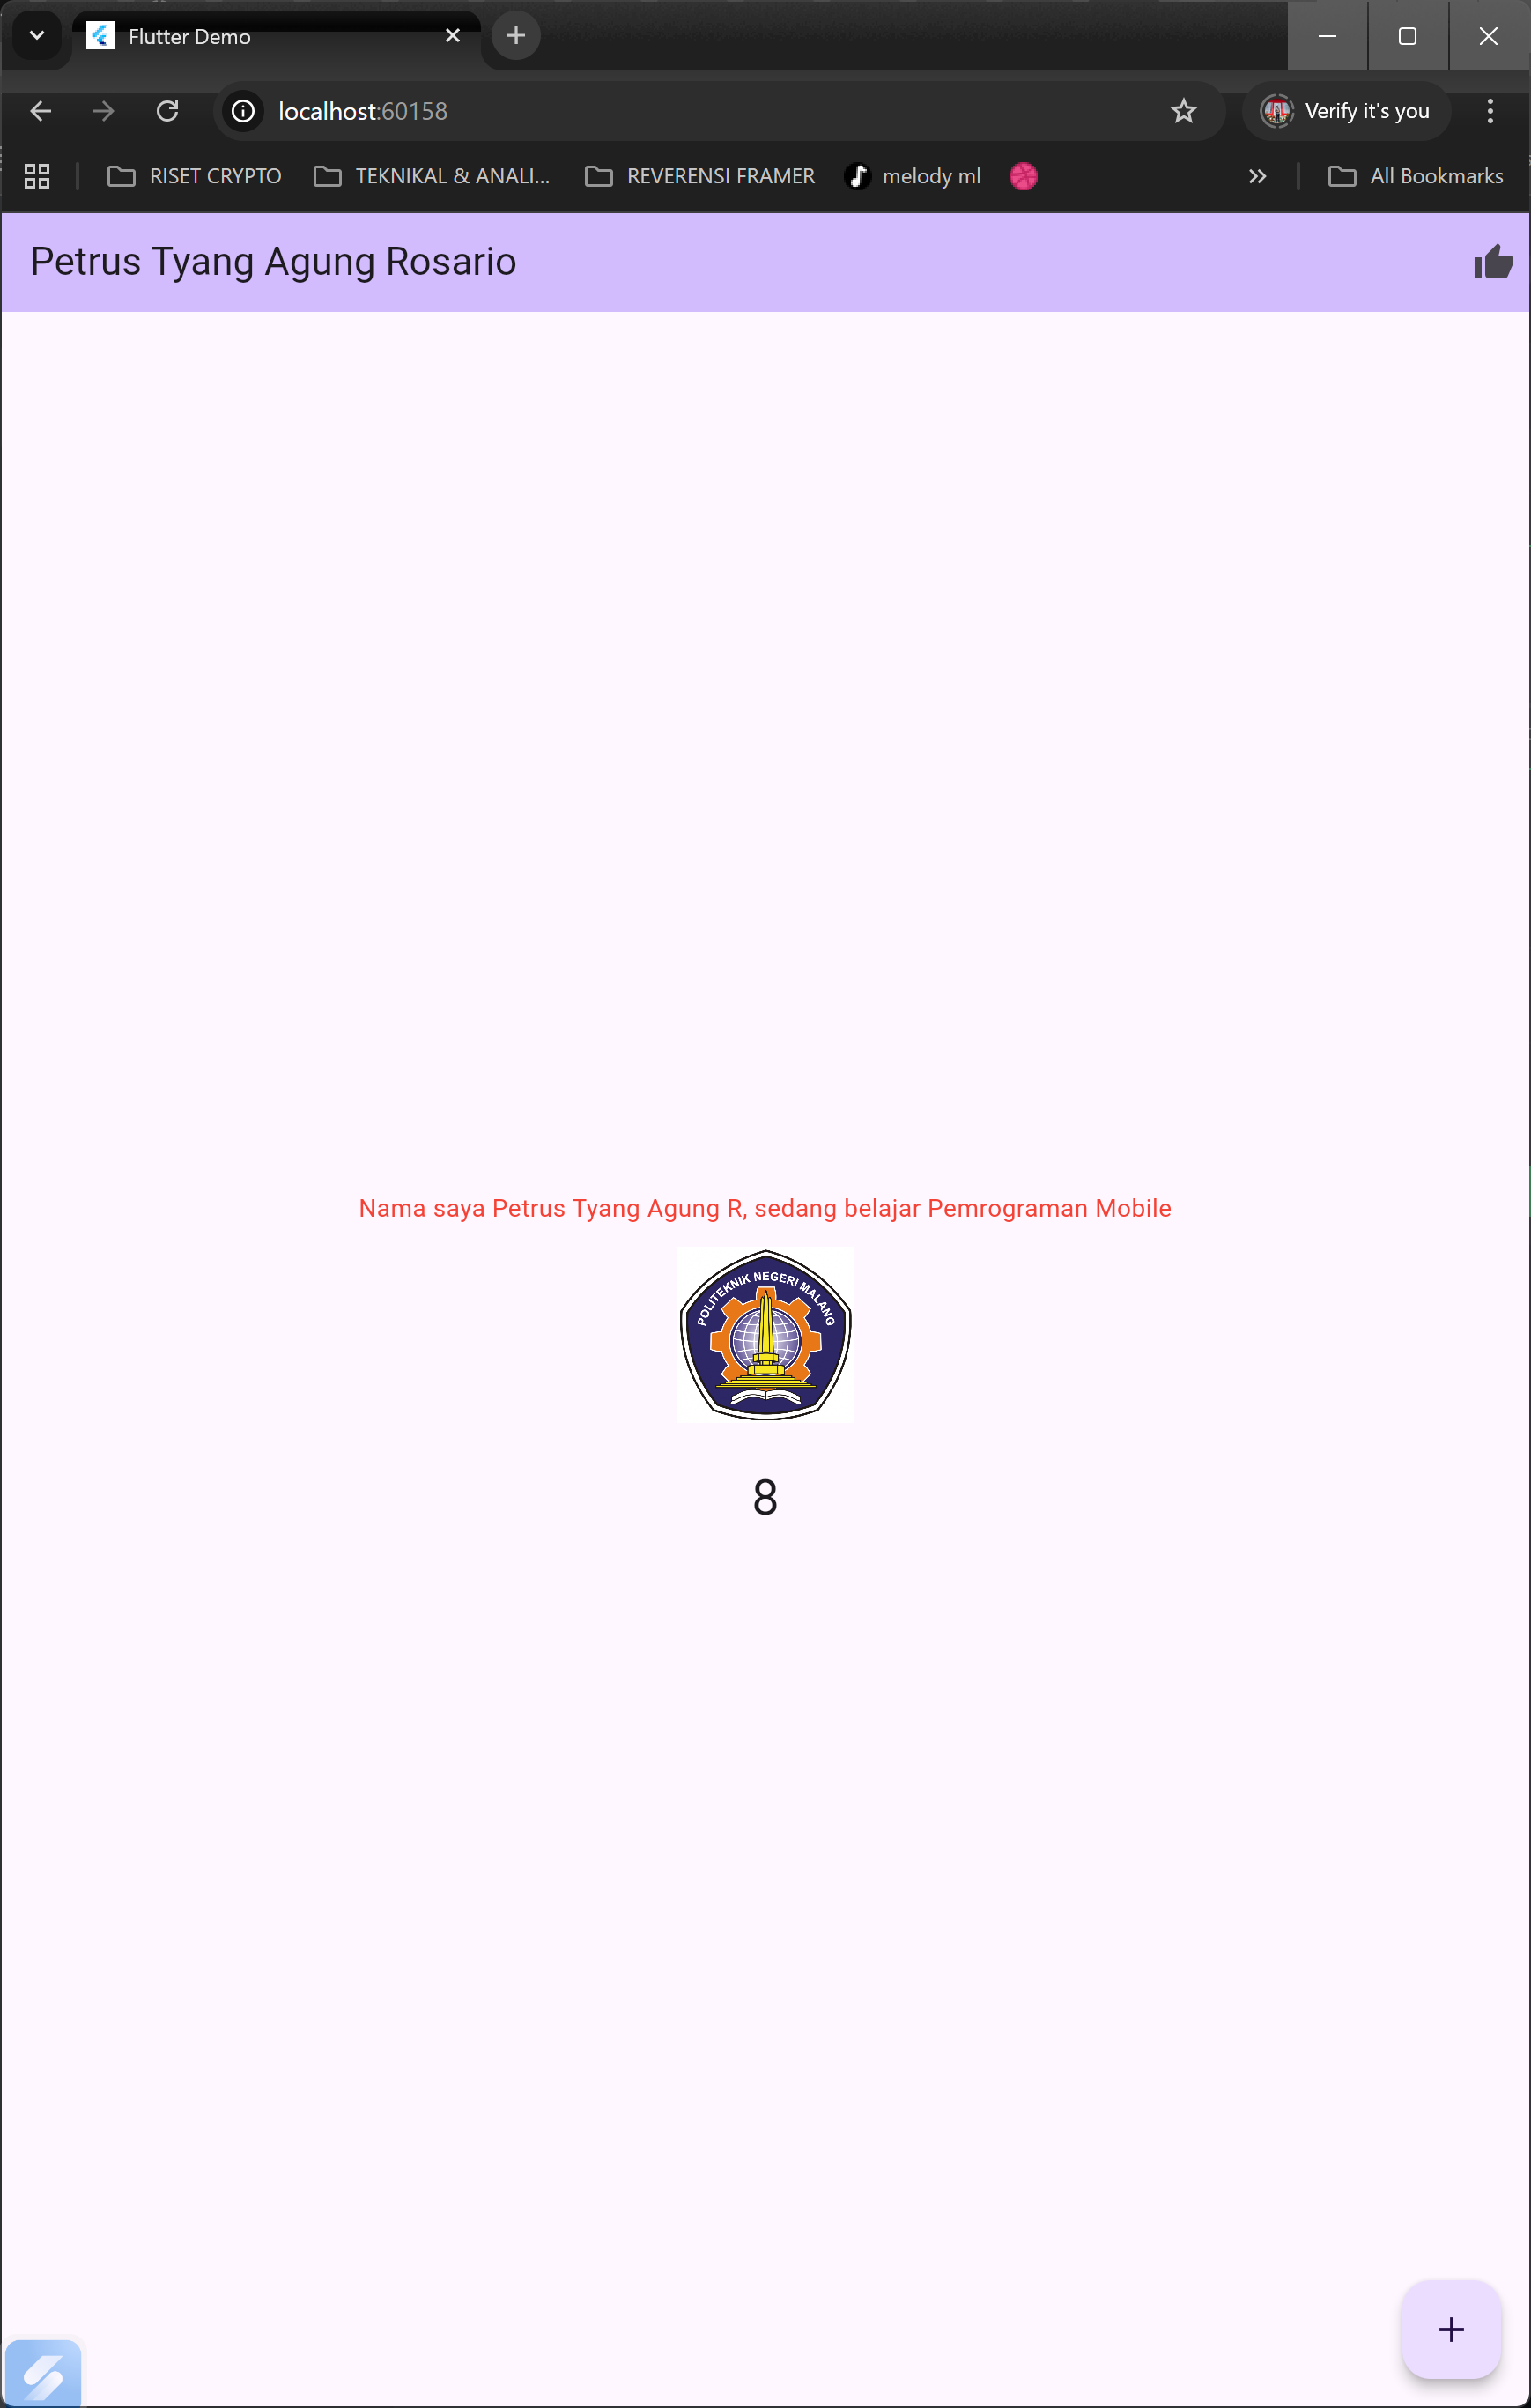 Flutter Demo
localhost:60158
Verify it's you
RISET CRYPTO
TEKNIKAL & ANALI...
REVERENSI FRAMER
melody ml
All Bookmarks
Petrus Tyang Agung Rosario
Nama saya Petrus Tyang Agung R, sedang belajar Pemrograman Mobile
POLITEKNIK NEGERI MALANG
8